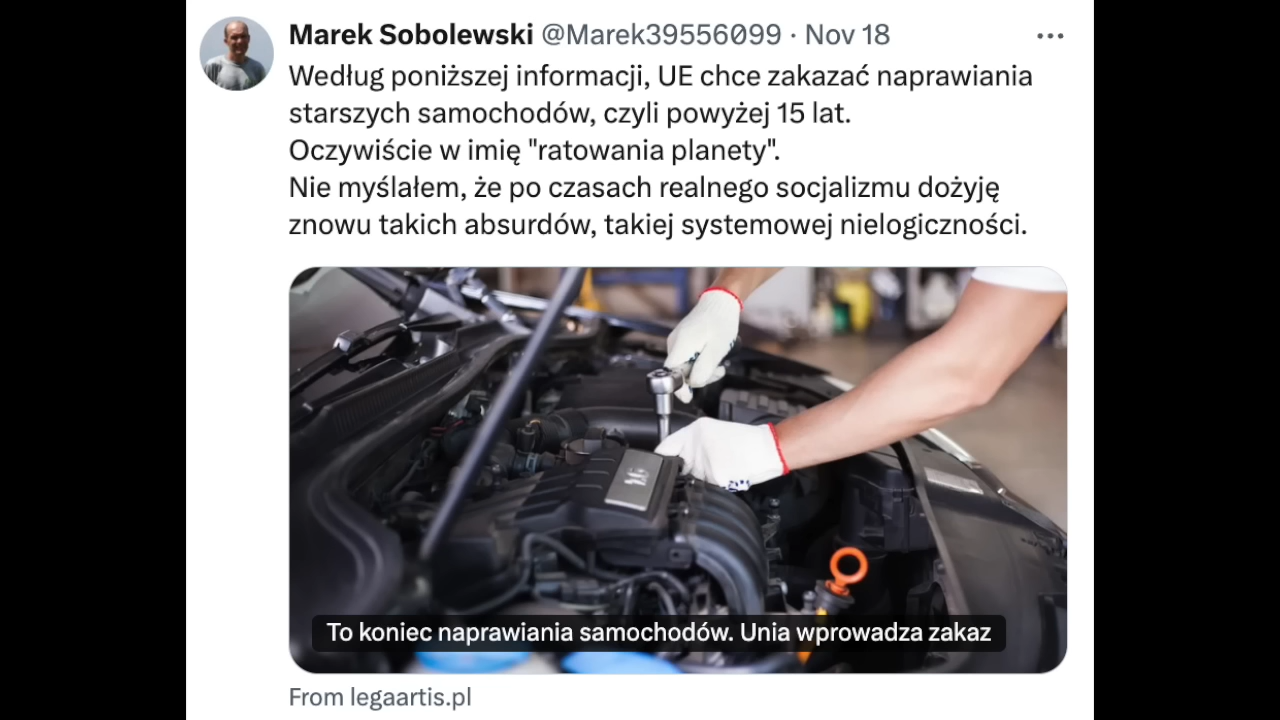 Marek Sobolewski @Marek39556099 · Nov 18
Według poniższej informacji, UE chce zakazać naprawiania
starszych samochodów, czyli powyżej 15 lat.
Oczywiście w imię "ratowania planety".
Nie myślałem, że po czasach realnego socjalizmu dożyję
znowu takich absurdów, takiej systemowej nielogiczności.
To koniec naprawiania samochodów. Unia wprowadza zakaz
From legaartis.pl